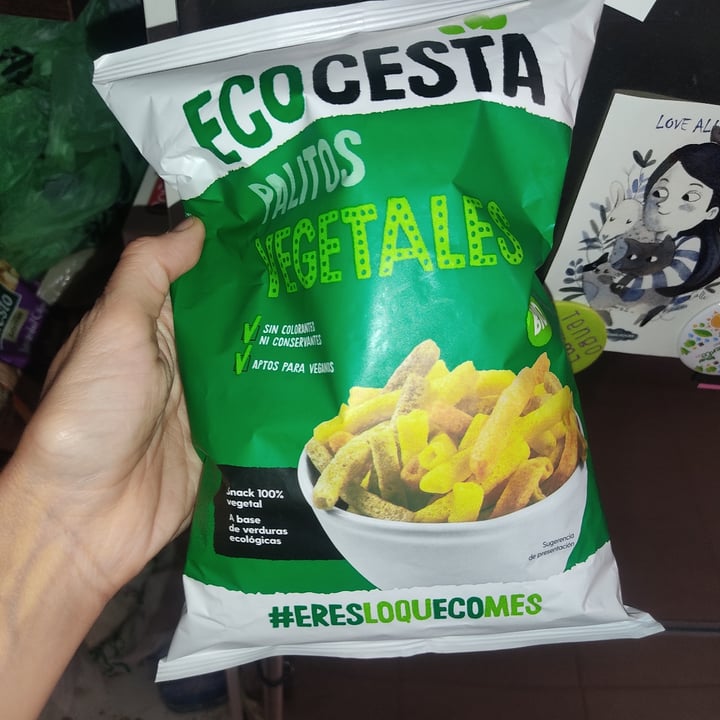 ECOCESTA
PALITOS
VEGETALES
SIN COLORANTES
NI CONSERVANTES
APTOS PARA VEGANOS
Snack 100%
vegetal
A base
de verduras
ecológicas
Sugerencia
de presentación
#ERESLOQUECOMES
LOVE ALL